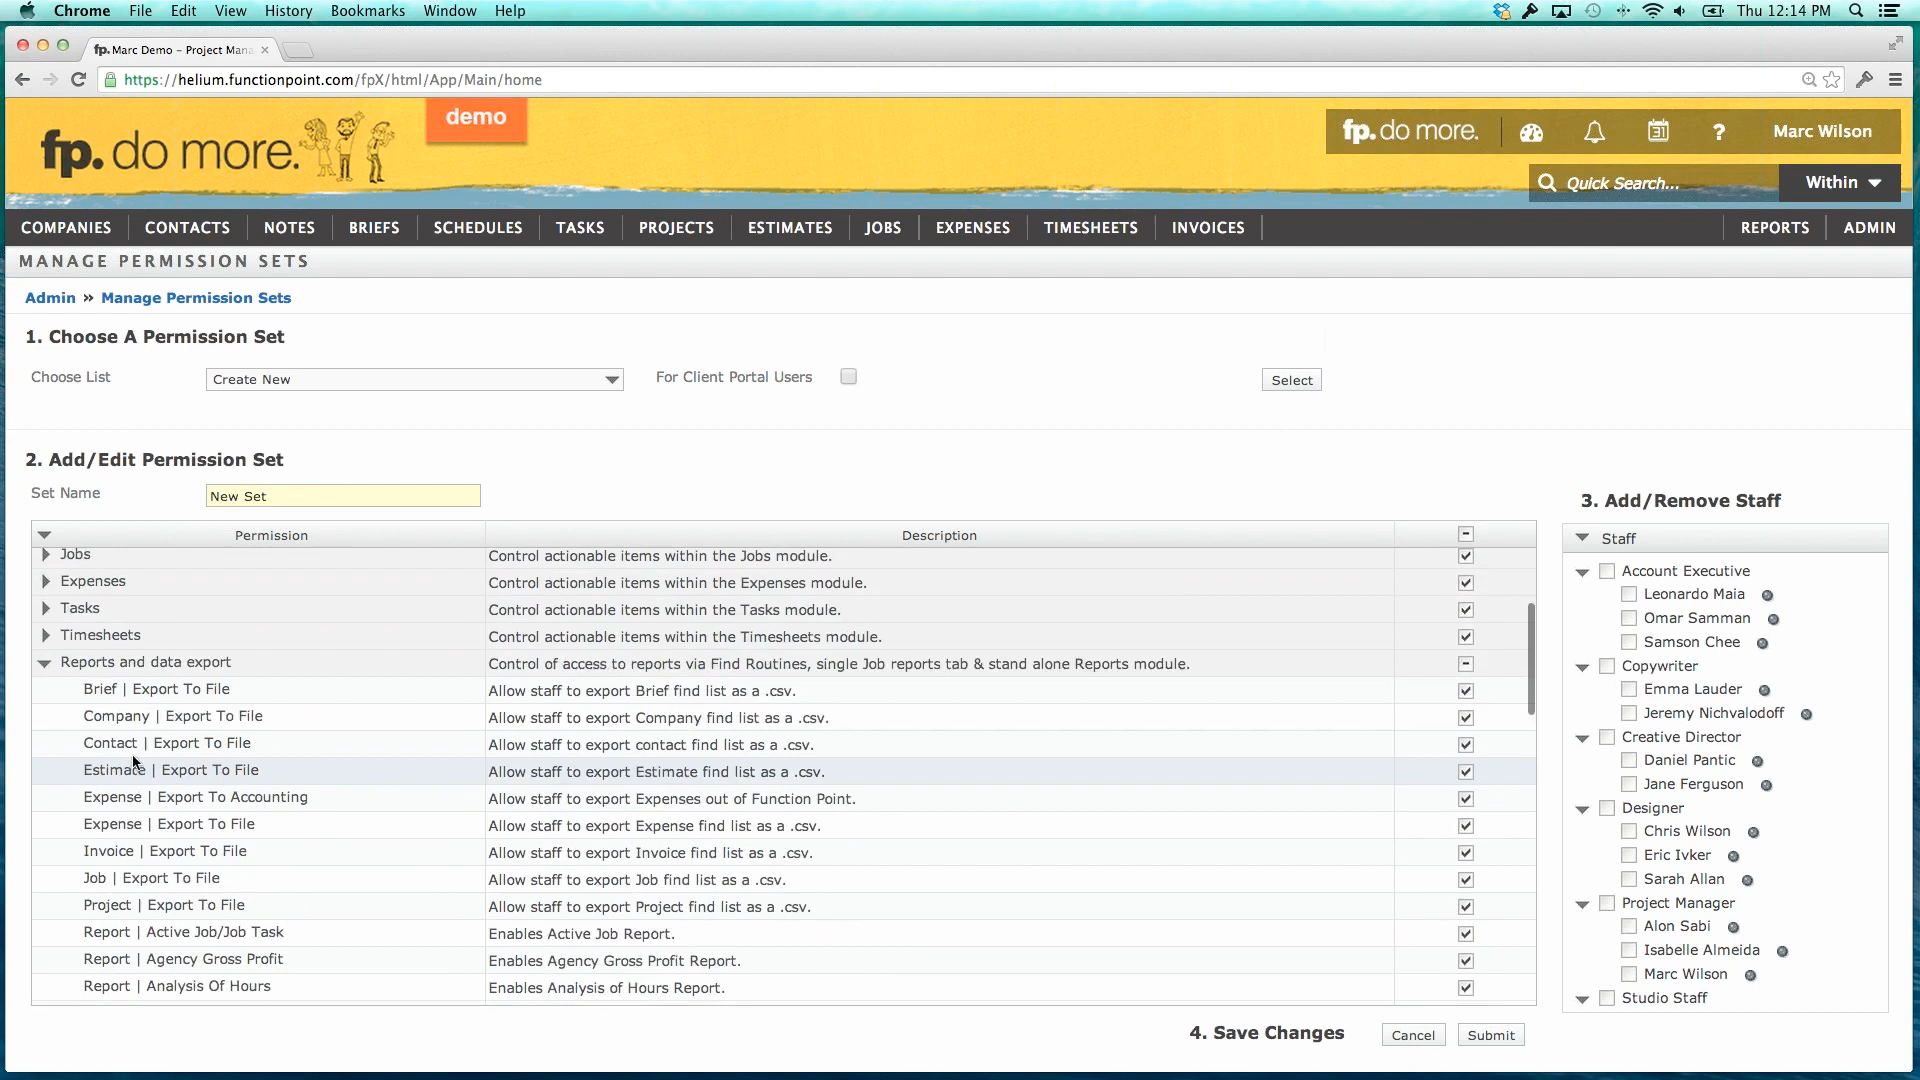 Chrome File Edit View History Bookmarks Window Help
Thu 12:14 PM
fp. Marc Demo – Project Mana
https://helium.functionpoint.com/fpX/html/App/Main/home
fp. do more.
demo
fp. do more.
31
?
Marc Wilson
Quick Search...
Within
COMPANIES CONTACTS NOTES BRIEFS SCHEDULES TASKS PROJECTS ESTIMATES JOBS EXPENSES TIMESHEETS INVOICES REPORTS ADMIN
MANAGE PERMISSION SETS
Admin » Manage Permission Sets
1. Choose A Permission Set
Choose List
Create New
For Client Portal Users
Select
2. Add/Edit Permission Set
Set Name
New Set
Permission Description
Jobs Control actionable items within the Jobs module.
Expenses Control actionable items within the Expenses module.
Tasks Control actionable items within the Tasks module.
Timesheets Control actionable items within the Timesheets module.
Reports and data export Control of access to reports via Find Routines, single Job reports tab & stand alone Reports module.
Brief | Export To File Allow staff to export Brief find list as a .csv.
Company | Export To File Allow staff to export Company find list as a .csv.
Contact | Export To File Allow staff to export contact find list as a .csv.
Estimate | Export To File Allow staff to export Estimate find list as a .csv.
Expense | Export To Accounting Allow staff to export Expenses out of Function Point.
Expense | Export To File Allow staff to export Expense find list as a .csv.
Invoice | Export To File Allow staff to export Invoice find list as a .csv.
Job | Export To File Allow staff to export Job find list as a .csv.
Project | Export To File Allow staff to export Project find list as a .csv.
Report | Active Job/Job Task Enables Active Job Report.
Report | Agency Gross Profit Enables Agency Gross Profit Report.
Report | Analysis Of Hours Enables Analysis of Hours Report.
3. Add/Remove Staff
Staff
Account Executive
Leonardo Maia
Omar Samman
Samson Chee
Copywriter
Emma Lauder
Jeremy Nichvalodoff
Creative Director
Daniel Pantic
Jane Ferguson
Designer
Chris Wilson
Eric Ivker
Sarah Allan
Project Manager
Alon Sabi
Isabelle Almeida
Marc Wilson
Studio Staff
4. Save Changes
Cancel
Submit